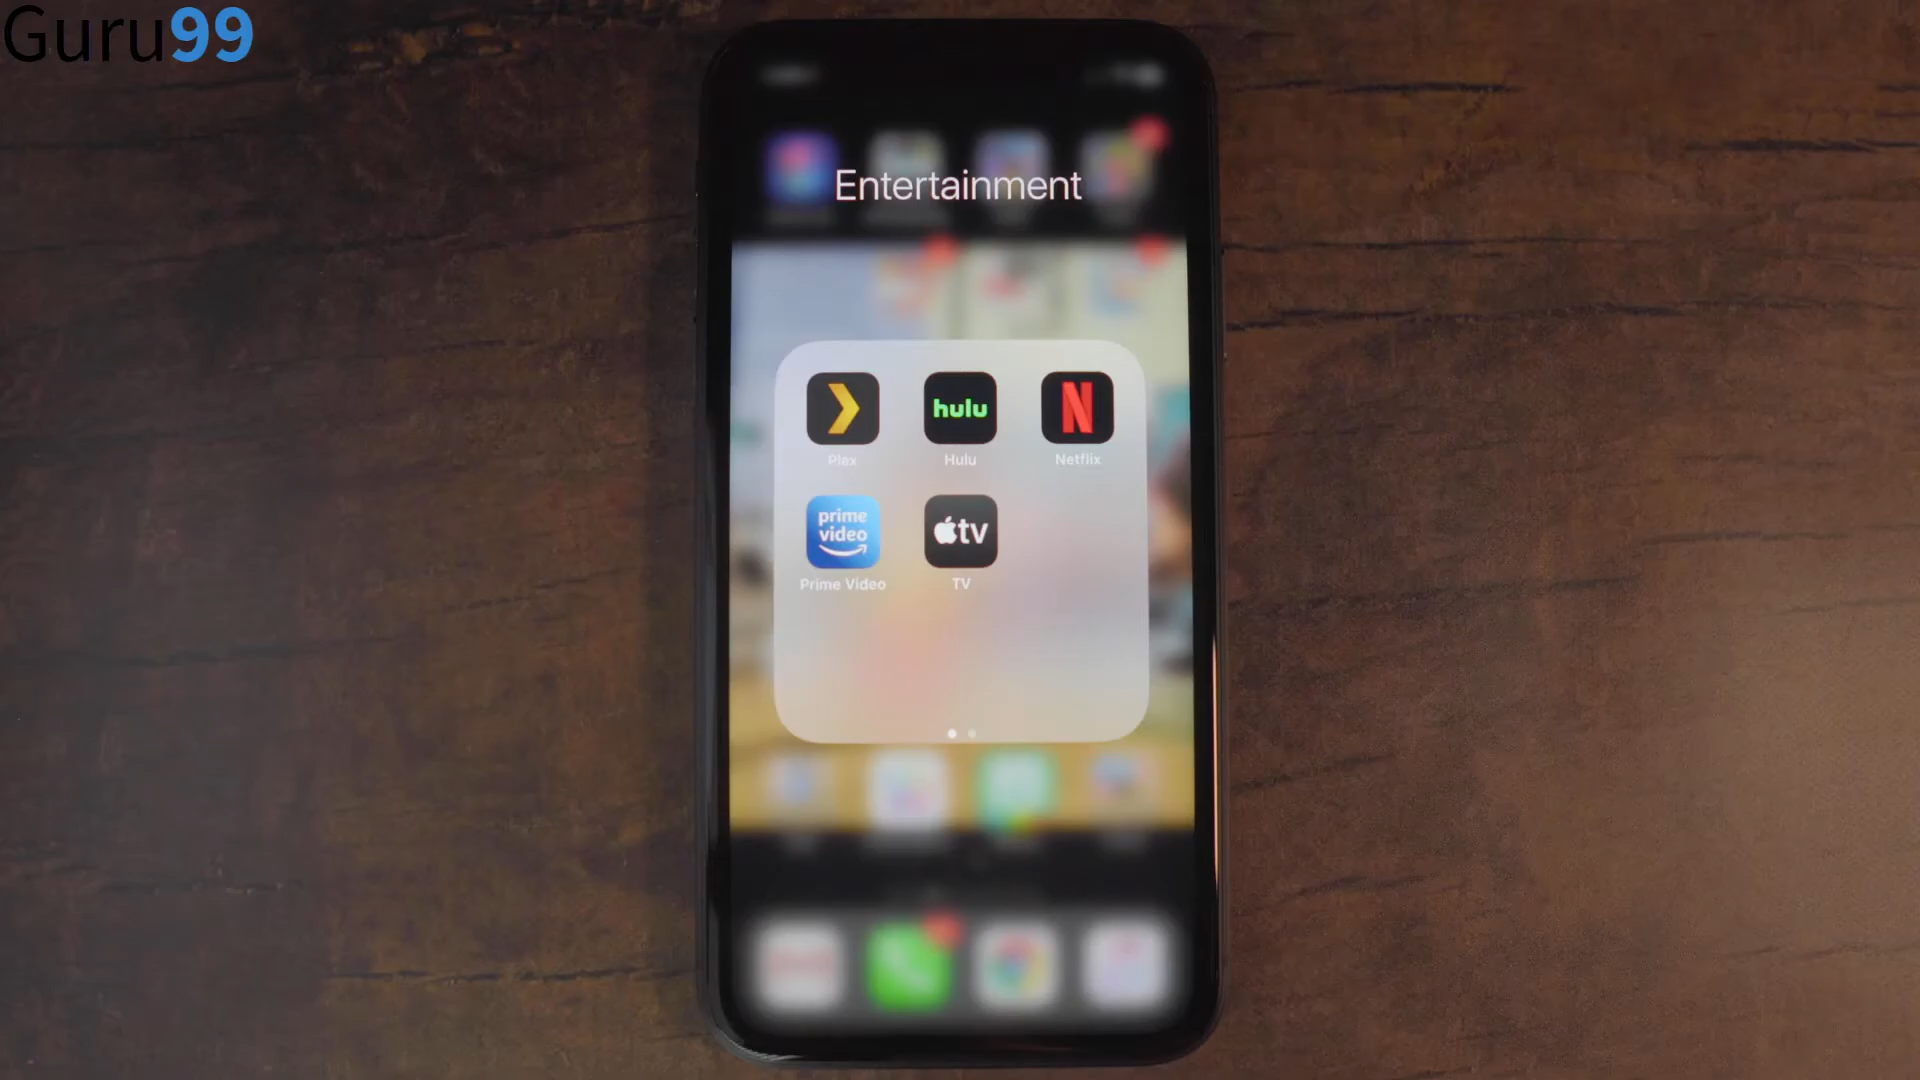 Guru99
Entertainment
hulu
N
Plex
Hulu
Netflix
prime
video
tv
Prime Video
TV